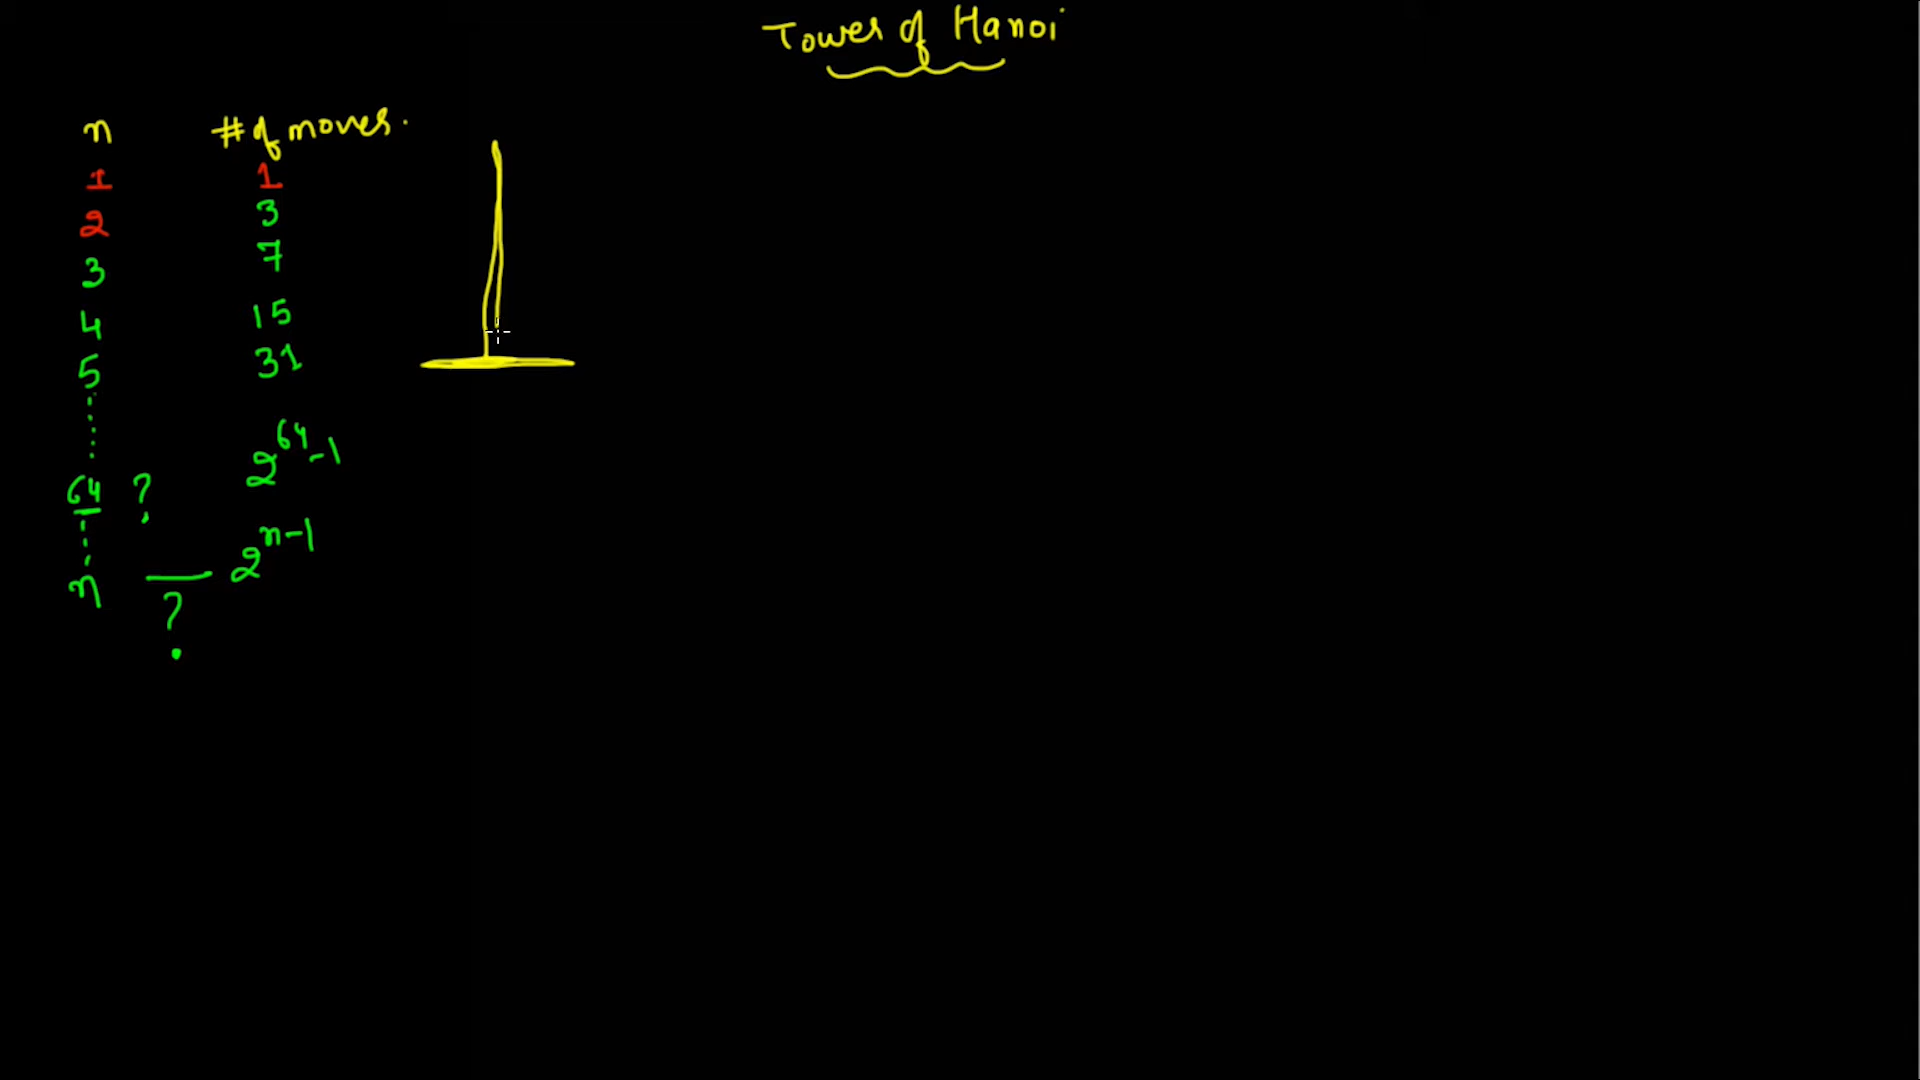 Tower of Hanoi
n # of moves.
1 1
2 3
3 7
4 15
5 31
64 ? 2^64-1
n 2^n-1
?